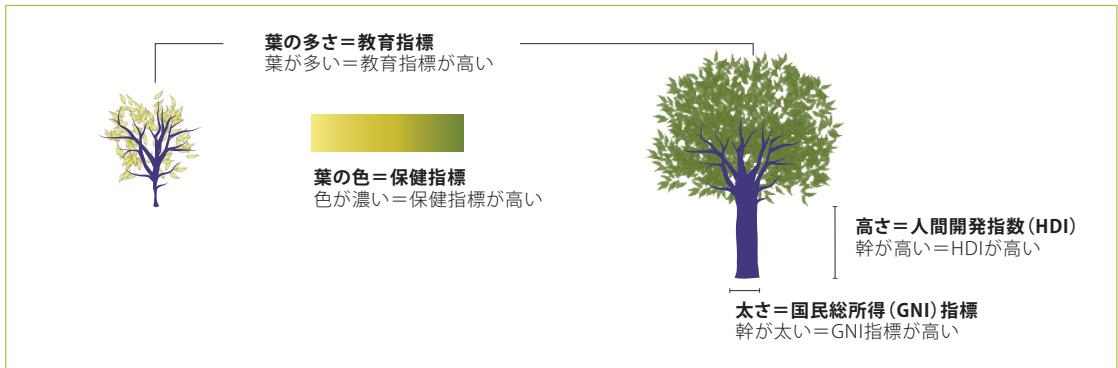 葉の多さ＝教育指標
葉が多い＝教育指標が高い
葉の色＝保健指標
色が濃い＝保健指標が高い
高さ＝人間開発指数（HDI）
幹が高い＝HDIが高い
太さ＝国民総所得（GNI）指標
幹が太い＝GNI指標が高い